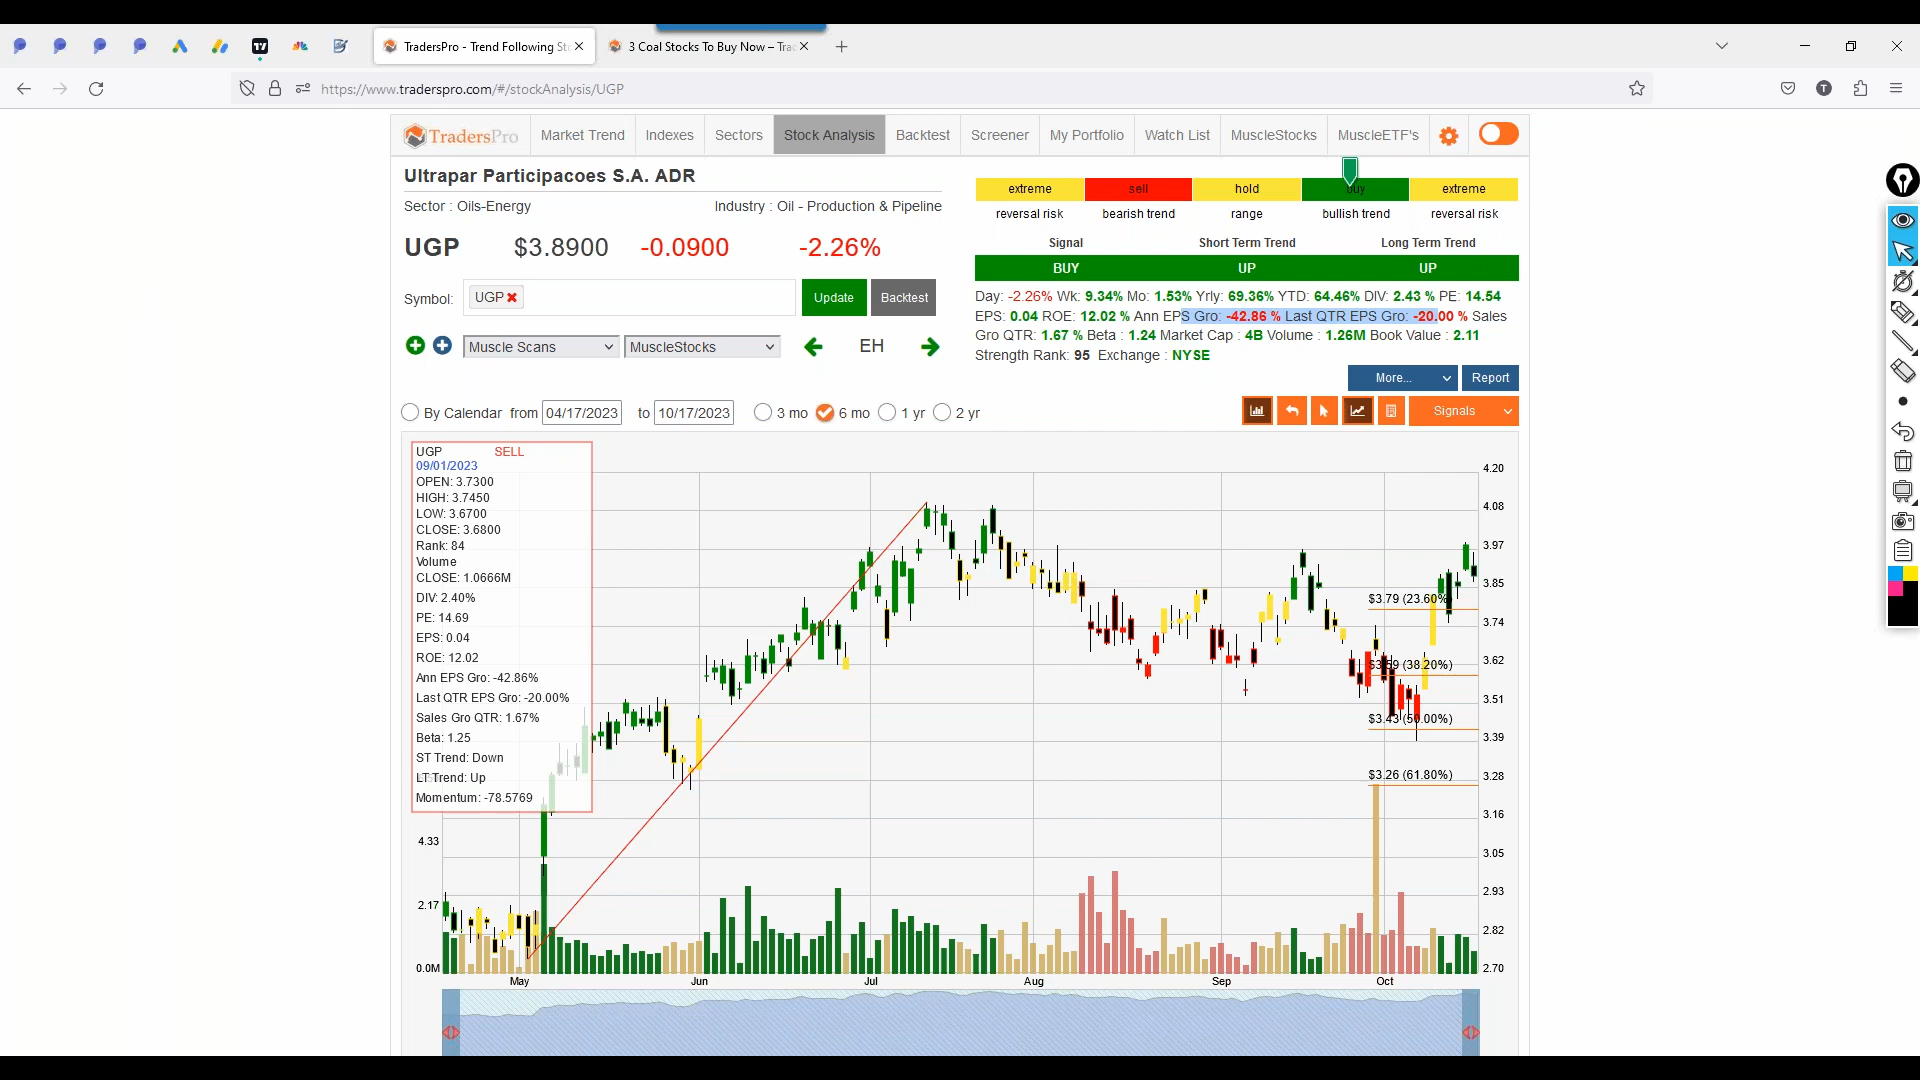 TradersPro - Trend Following St
3 Coal Stocks To Buy Now – Trad
https://www.traderspro.com/#/stockAnalysis/UGP
TradersPro Market Trend Indexes Sectors Stock Analysis Backtest Screener My Portfolio Watch List MuscleStocks MuscleETF's
Ultrapar Participacoes S.A. ADR
Sector : Oils-Energy Industry : Oil - Production & Pipeline
UGP $3.8900 -0.0900 -2.26%
Symbol: UGP Update Backtest
Muscle Scans MuscleStocks EH
extreme sell hold buy extreme
reversal risk bearish trend range bullish trend reversal risk
Signal Short Term Trend Long Term Trend
BUY UP UP
Day: -2.26% Wk: 9.34% Mo: 1.53% Yrly: 69.36% YTD: 64.46% DIV: 2.43 % PE: 14.54
EPS: 0.04 ROE: 12.02 % Ann EPS Gro: -42.86 % Last QTR EPS Gro: -20.00 % Sales
Gro QTR: 1.67 % Beta : 1.24 Market Cap : 4B Volume : 1.26M Book Value : 2.11
Strength Rank: 95 Exchange : NYSE
More... Report
By Calendar from 04/17/2023 to 10/17/2023 3 mo 6 mo 1 yr 2 yr
Signals
UGP SELL
09/01/2023
OPEN: 3.7300
HIGH: 3.7450
LOW: 3.6700
CLOSE: 3.6800
Rank: 84
Volume
CLOSE: 1.0666M
DIV: 2.40%
PE: 14.69
EPS: 0.04
ROE: 12.02
Ann EPS Gro: -42.86%
Last QTR EPS Gro: -20.00%
Sales Gro QTR: 1.67%
Beta: 1.25
ST Trend: Down
LT Trend: Up
Momentum: -78.5769
4.33
2.17
0.0M
$3.79 (23.60%)
$3.59 (38.20%)
$3.43 (50.00%)
$3.26 (61.80%)
4.20
4.08
3.97
3.85
3.74
3.62
3.51
3.39
3.28
3.16
3.05
2.93
2.82
2.70
May Jun Jul Aug Sep Oct